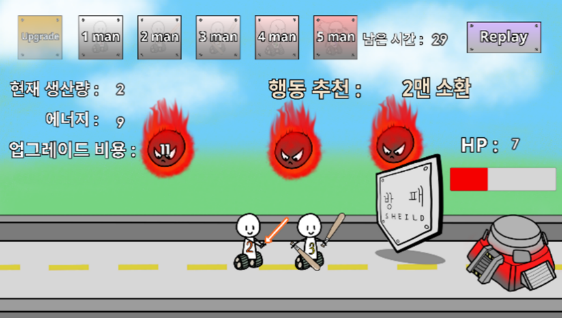 Upgrade 1 man 2 man 3 man 4 man 5 man 남은 시간 : 29 Replay
현재 생산량 : 2
행동 추천 : 2맨 소환
에너지 : 9
업그레이드 비용 : 11
HP : 7
방패
SHEILD
2 3